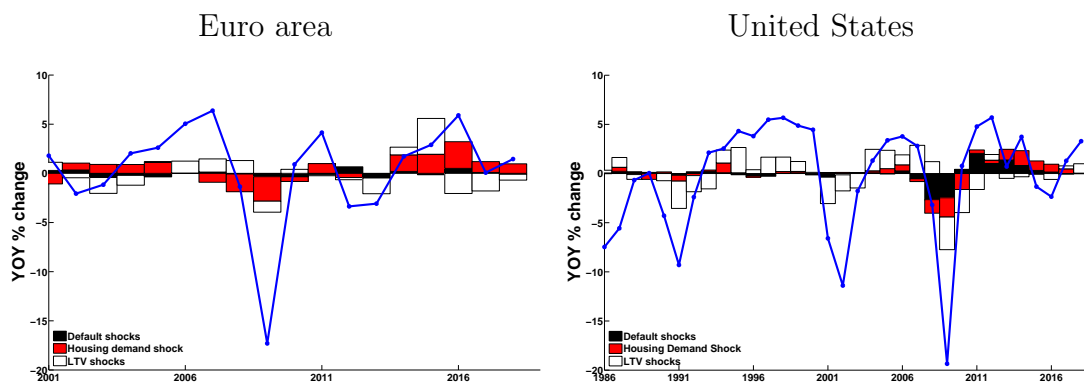 Euro area
YOY % change
10
5
0
−5
−10
−15
−20
Default shocks
Housing demand shock
LTV shocks
2001 2006 2011 2016
United States
YOY % change
10
5
0
−5
−10
−15
−20
Default shocks
Housing Demand Shock
LTV shocks
1986 1991 1996 2001 2006 2011 2016